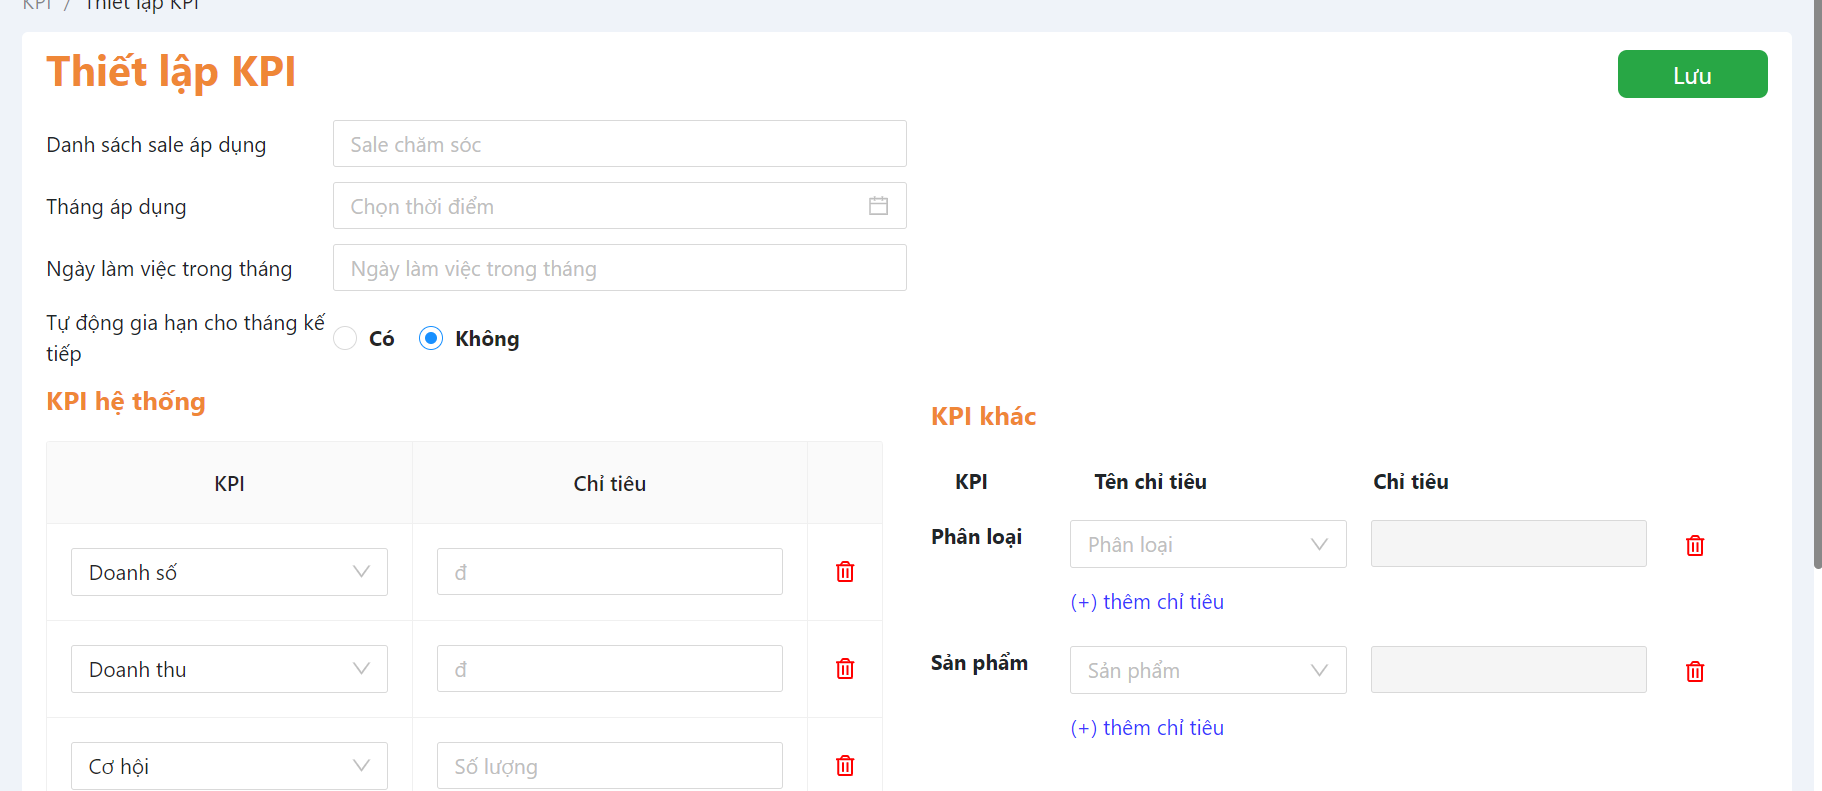 KPI / Thiết lập KPI
Thiết lập KPI
Lưu
Danh sách sale áp dụng
Sale chăm sóc
Tháng áp dụng
Chọn thời điểm
Ngày làm việc trong tháng
Ngày làm việc trong tháng
Tự động gia hạn cho tháng kế
tiếp
Có
Không
KPI hệ thống
KPI
Chỉ tiêu
Doanh số
đ
Doanh thu
đ
Cơ hội
Số lượng
KPI khác
KPI
Tên chỉ tiêu
Chỉ tiêu
Phân loại
Phân loại
(+) thêm chỉ tiêu
Sản phẩm
Sản phẩm
(+) thêm chỉ tiêu